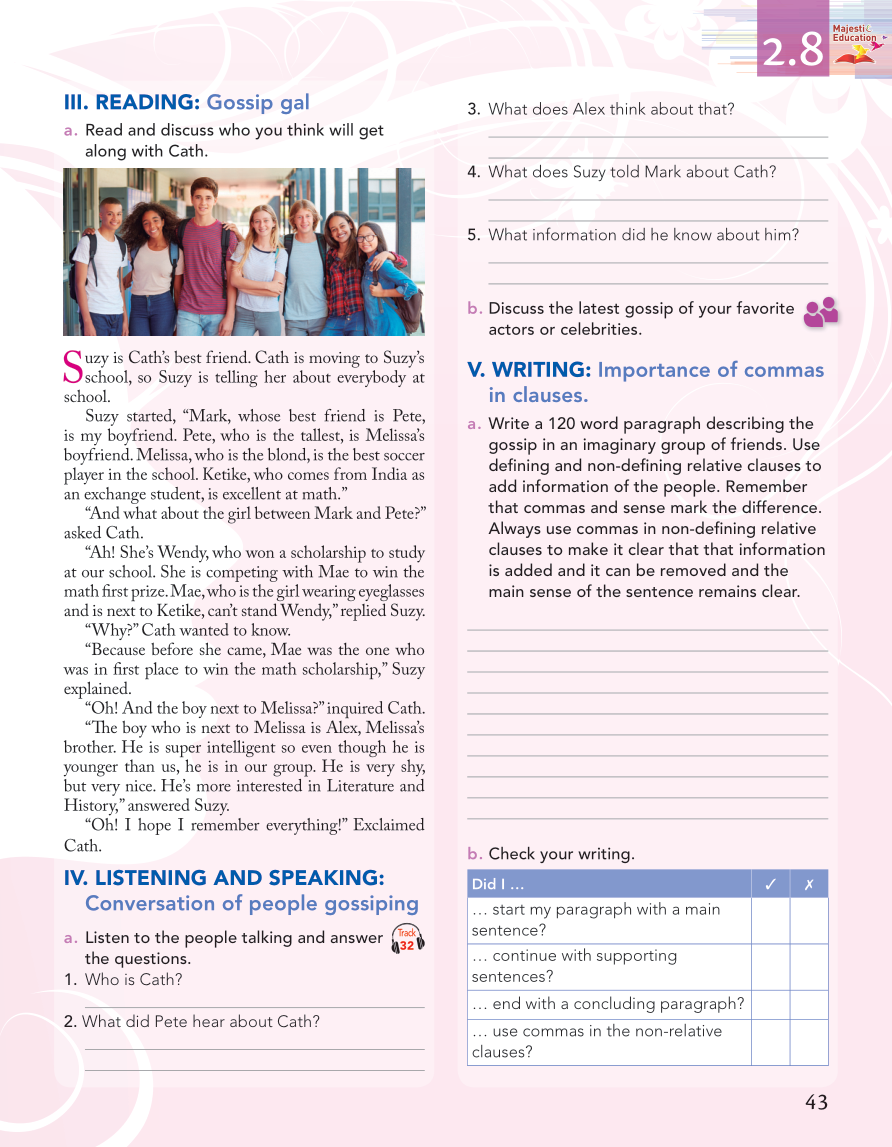 2.8
Majestic
Education
III. READING: Gossip gal
a. Read and discuss who you think will get
along with Cath.
Suzy is Cath's best friend. Cath is moving to Suzy's
school, so Suzy is telling her about everybody at
school.
Suzy started, "Mark, whose best friend is Pete,
is my boyfriend. Pete, who is the tallest, is Melissa's
boyfriend. Melissa, who is the blond, is the best soccer
player in the school. Ketike, who comes from India as
an exchange student, is excellent at math."
"And what about the girl between Mark and Pete?"
asked Cath.
"Ah! She's Wendy, who won a scholarship to study
at our school. She is competing with Mae to win the
math first prize. Mae, who is the girl wearing eyeglasses
and is next to Ketike, can't stand Wendy," replied Suzy.
"Why?" Cath wanted to know.
"Because before she came, Mae was the one who
was in first place to win the math scholarship," Suzy
explained.
"Oh! And the boy next to Melissa?" inquired Cath.
"The boy who is next to Melissa is Alex, Melissa's
brother. He is super intelligent so even though he is
younger than us, he is in our group. He is very shy,
but very nice. He's more interested in Literature and
History," answered Suzy.
"Oh! I hope I remember everything!" Exclaimed
Cath.
IV. LISTENING AND SPEAKING:
Conversation of people gossiping
a. Listen to the people talking and answer
the questions.
Track
32
1. Who is Cath?
2. What did Pete hear about Cath?
3. What does Alex think about that?
4. What does Suzy told Mark about Cath?
5. What information did he know about him?
b. Discuss the latest gossip of your favorite
actors or celebrities.
V. WRITING: Importance of commas
in clauses.
a. Write a 120 word paragraph describing the
gossip in an imaginary group of friends. Use
defining and non-defining relative clauses to
add information of the people. Remember
that commas and sense mark the difference.
Always use commas in non-defining relative
clauses to make it clear that that information
is added and it can be removed and the
main sense of the sentence remains clear.
b. Check your writing.
Did I ... ✓ ✗
... start my paragraph with a main
sentence?
... continue with supporting
sentences?
... end with a concluding paragraph?
... use commas in the non-relative
clauses?
43